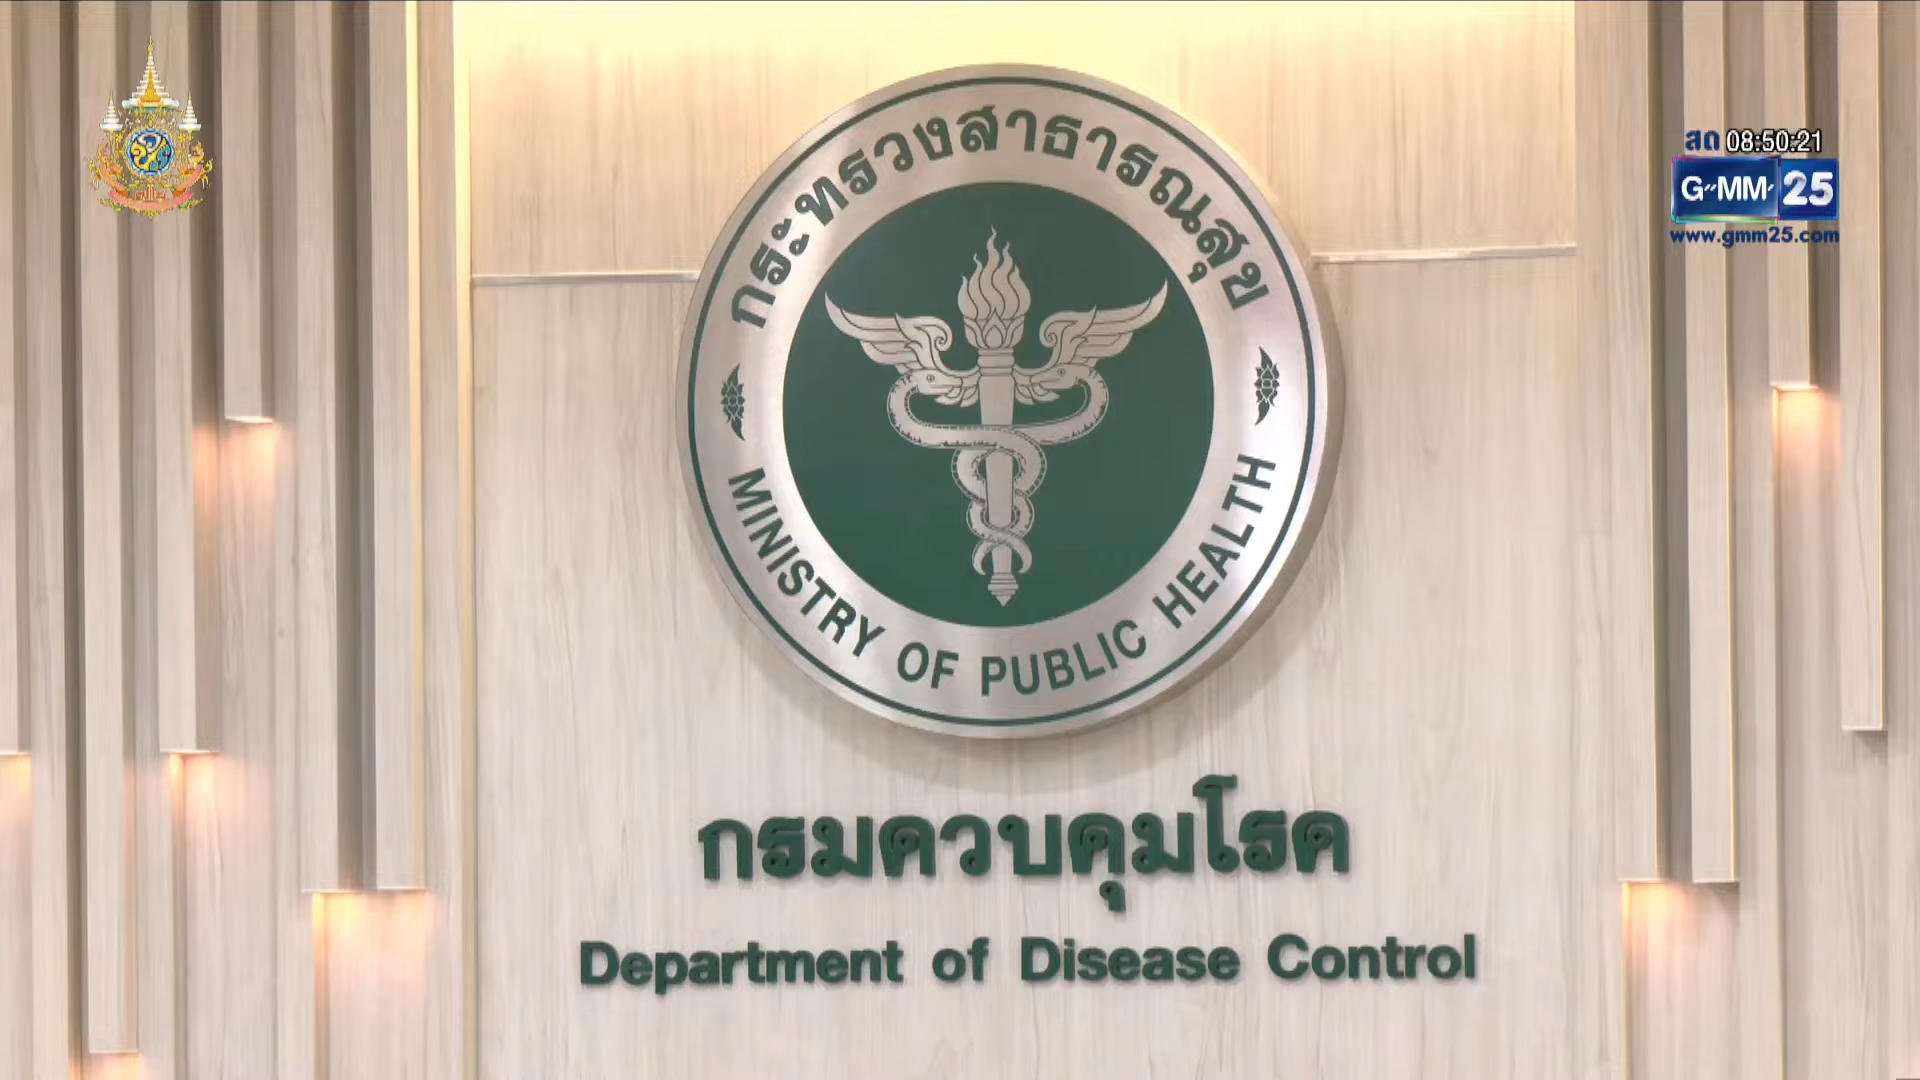 สด 08:50:21
GMM 25
www.gmm25.com
กระทรวงสาธารณสุข
MINISTRY OF PUBLIC HEALTH
กรมควบคุมโรค
Department of Disease Control